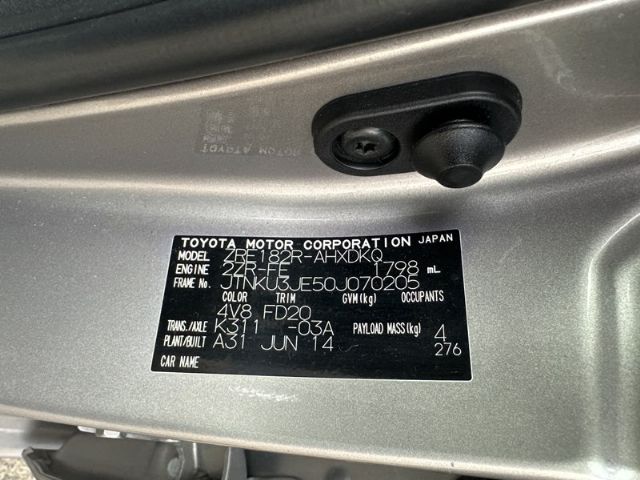 TOYOTA MOTOR CORPORATION JAPAN
MODEL ZRE182R-AHXDKQ
ENGINE 2ZR-FE 1798 mL
FRAME No. JTNKU3JE50J070205
COLOR TRIM GVM(kg) OCCUPANTS
4V8 FD20
TRANS./AXLE K311 -03A PAYLOAD MASS(kg) 4
PLANT/BUILT A31 JUN 14 276
CAR NAME